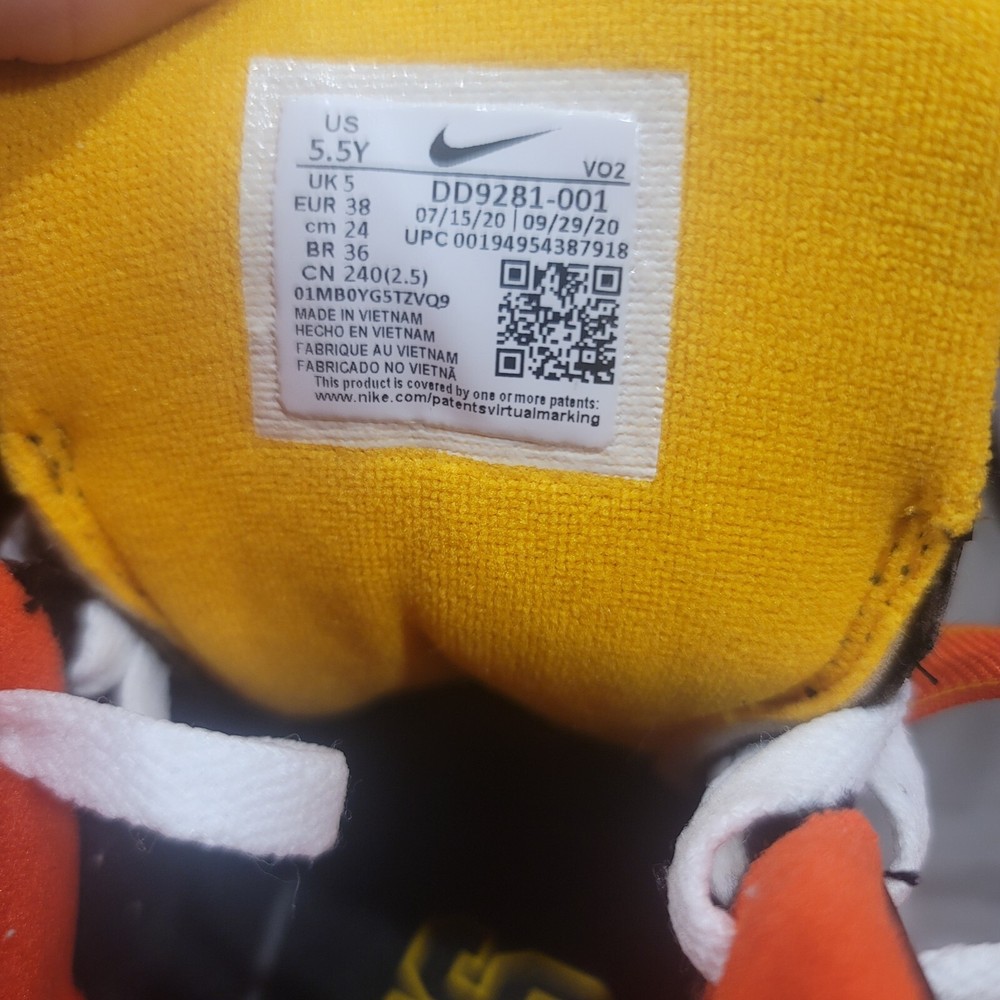 US
5.5Y
VO2
UK 5
EUR 38
cm 24
BR 36
CN 240(2.5)
DD9281-001
07/15/20 | 09/29/20
UPC 00194954387918
01MB0YG5TZVQ9
MADE IN VIETNAM
HECHO EN VIETNAM
FABRIQUE AU VIETNAM
FABRICADO NO VIETNÃ
This product is covered by one or more patents:
www.nike.com/patentsvirtualmarking